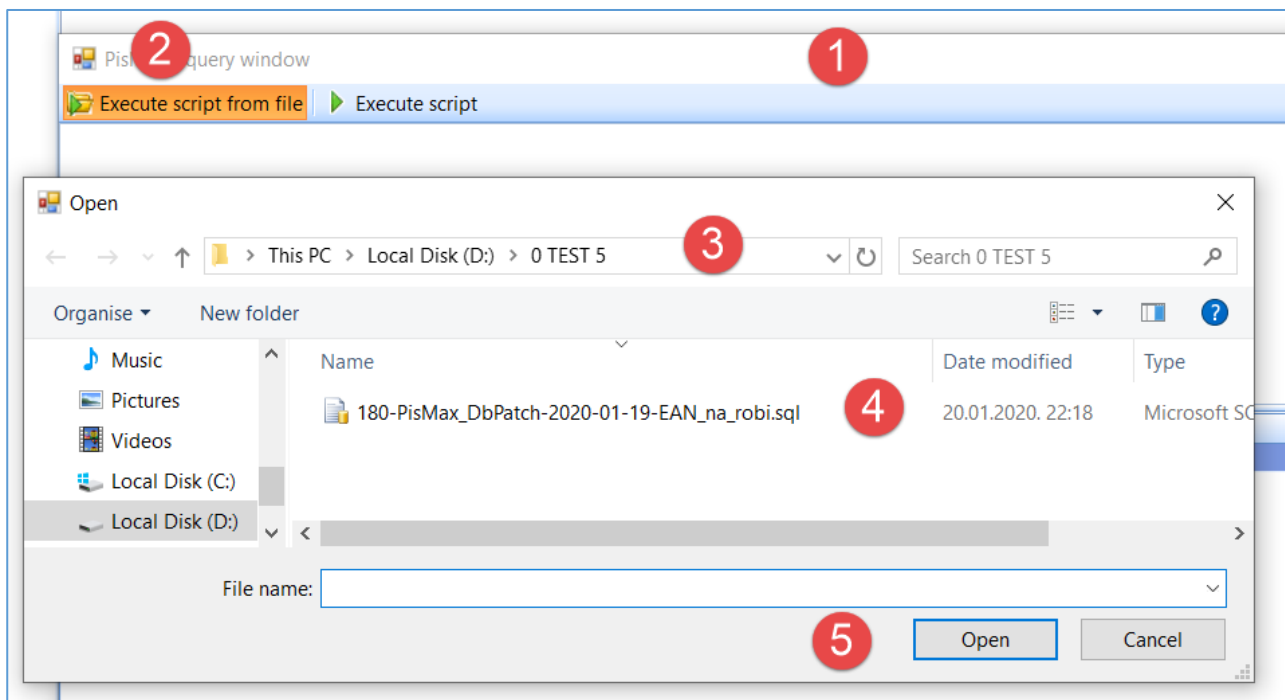 2
1
query window
Execute script from file
Execute script
Open
3
This PC > Local Disk (D:) > 0 TEST 5
Search 0 TEST 5
Organise
New folder
?
Music
Name
Date modified
Type
Pictures
180-PisMax_DbPatch-2020-01-19-EAN_na_robi.sql
4
20.01.2020. 22:18
Microsoft SQ
Videos
Local Disk (C:)
Local Disk (D:)
File name:
5
Open
Cancel